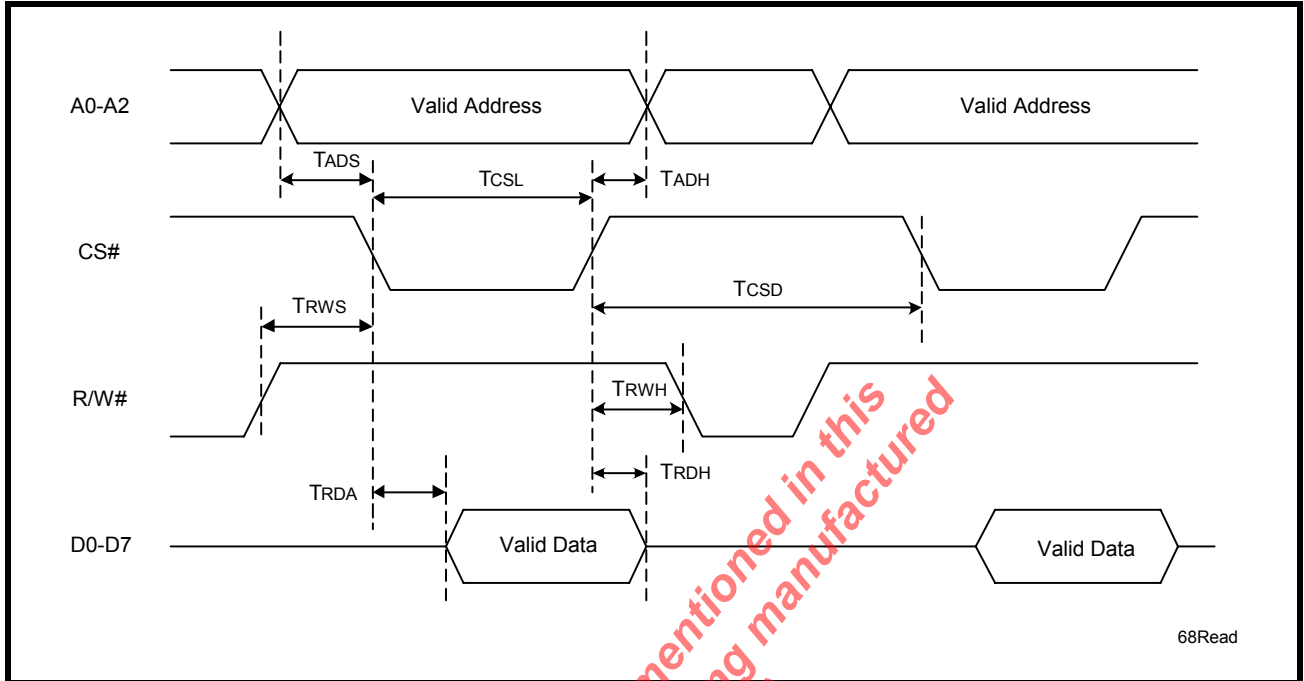 A0-A2
Valid Address
Valid Address
TADS
TCSL
TADH
CS#
TCSD
TRWS
R/W#
TRWH
TRDH
TRDA
D0-D7
Valid Data
Valid Data
mentioned in this
ng manufactured
68Read